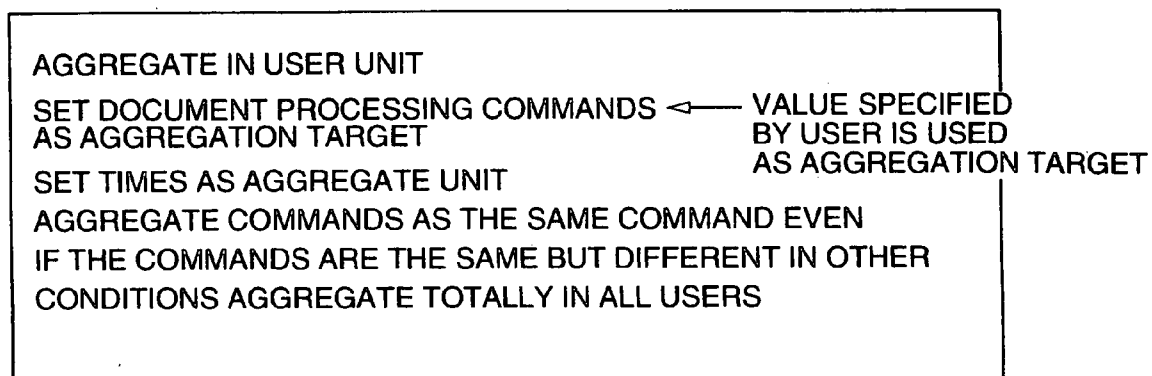 AGGREGATE IN USER UNIT
SET DOCUMENT PROCESSING COMMANDS
AS AGGREGATION TARGET
VALUE SPECIFIED
BY USER IS USED
AS AGGREGATION TARGET
SET TIMES AS AGGREGATE UNIT
AGGREGATE COMMANDS AS THE SAME COMMAND EVEN
IF THE COMMANDS ARE THE SAME BUT DIFFERENT IN OTHER
CONDITIONS AGGREGATE TOTALLY IN ALL USERS